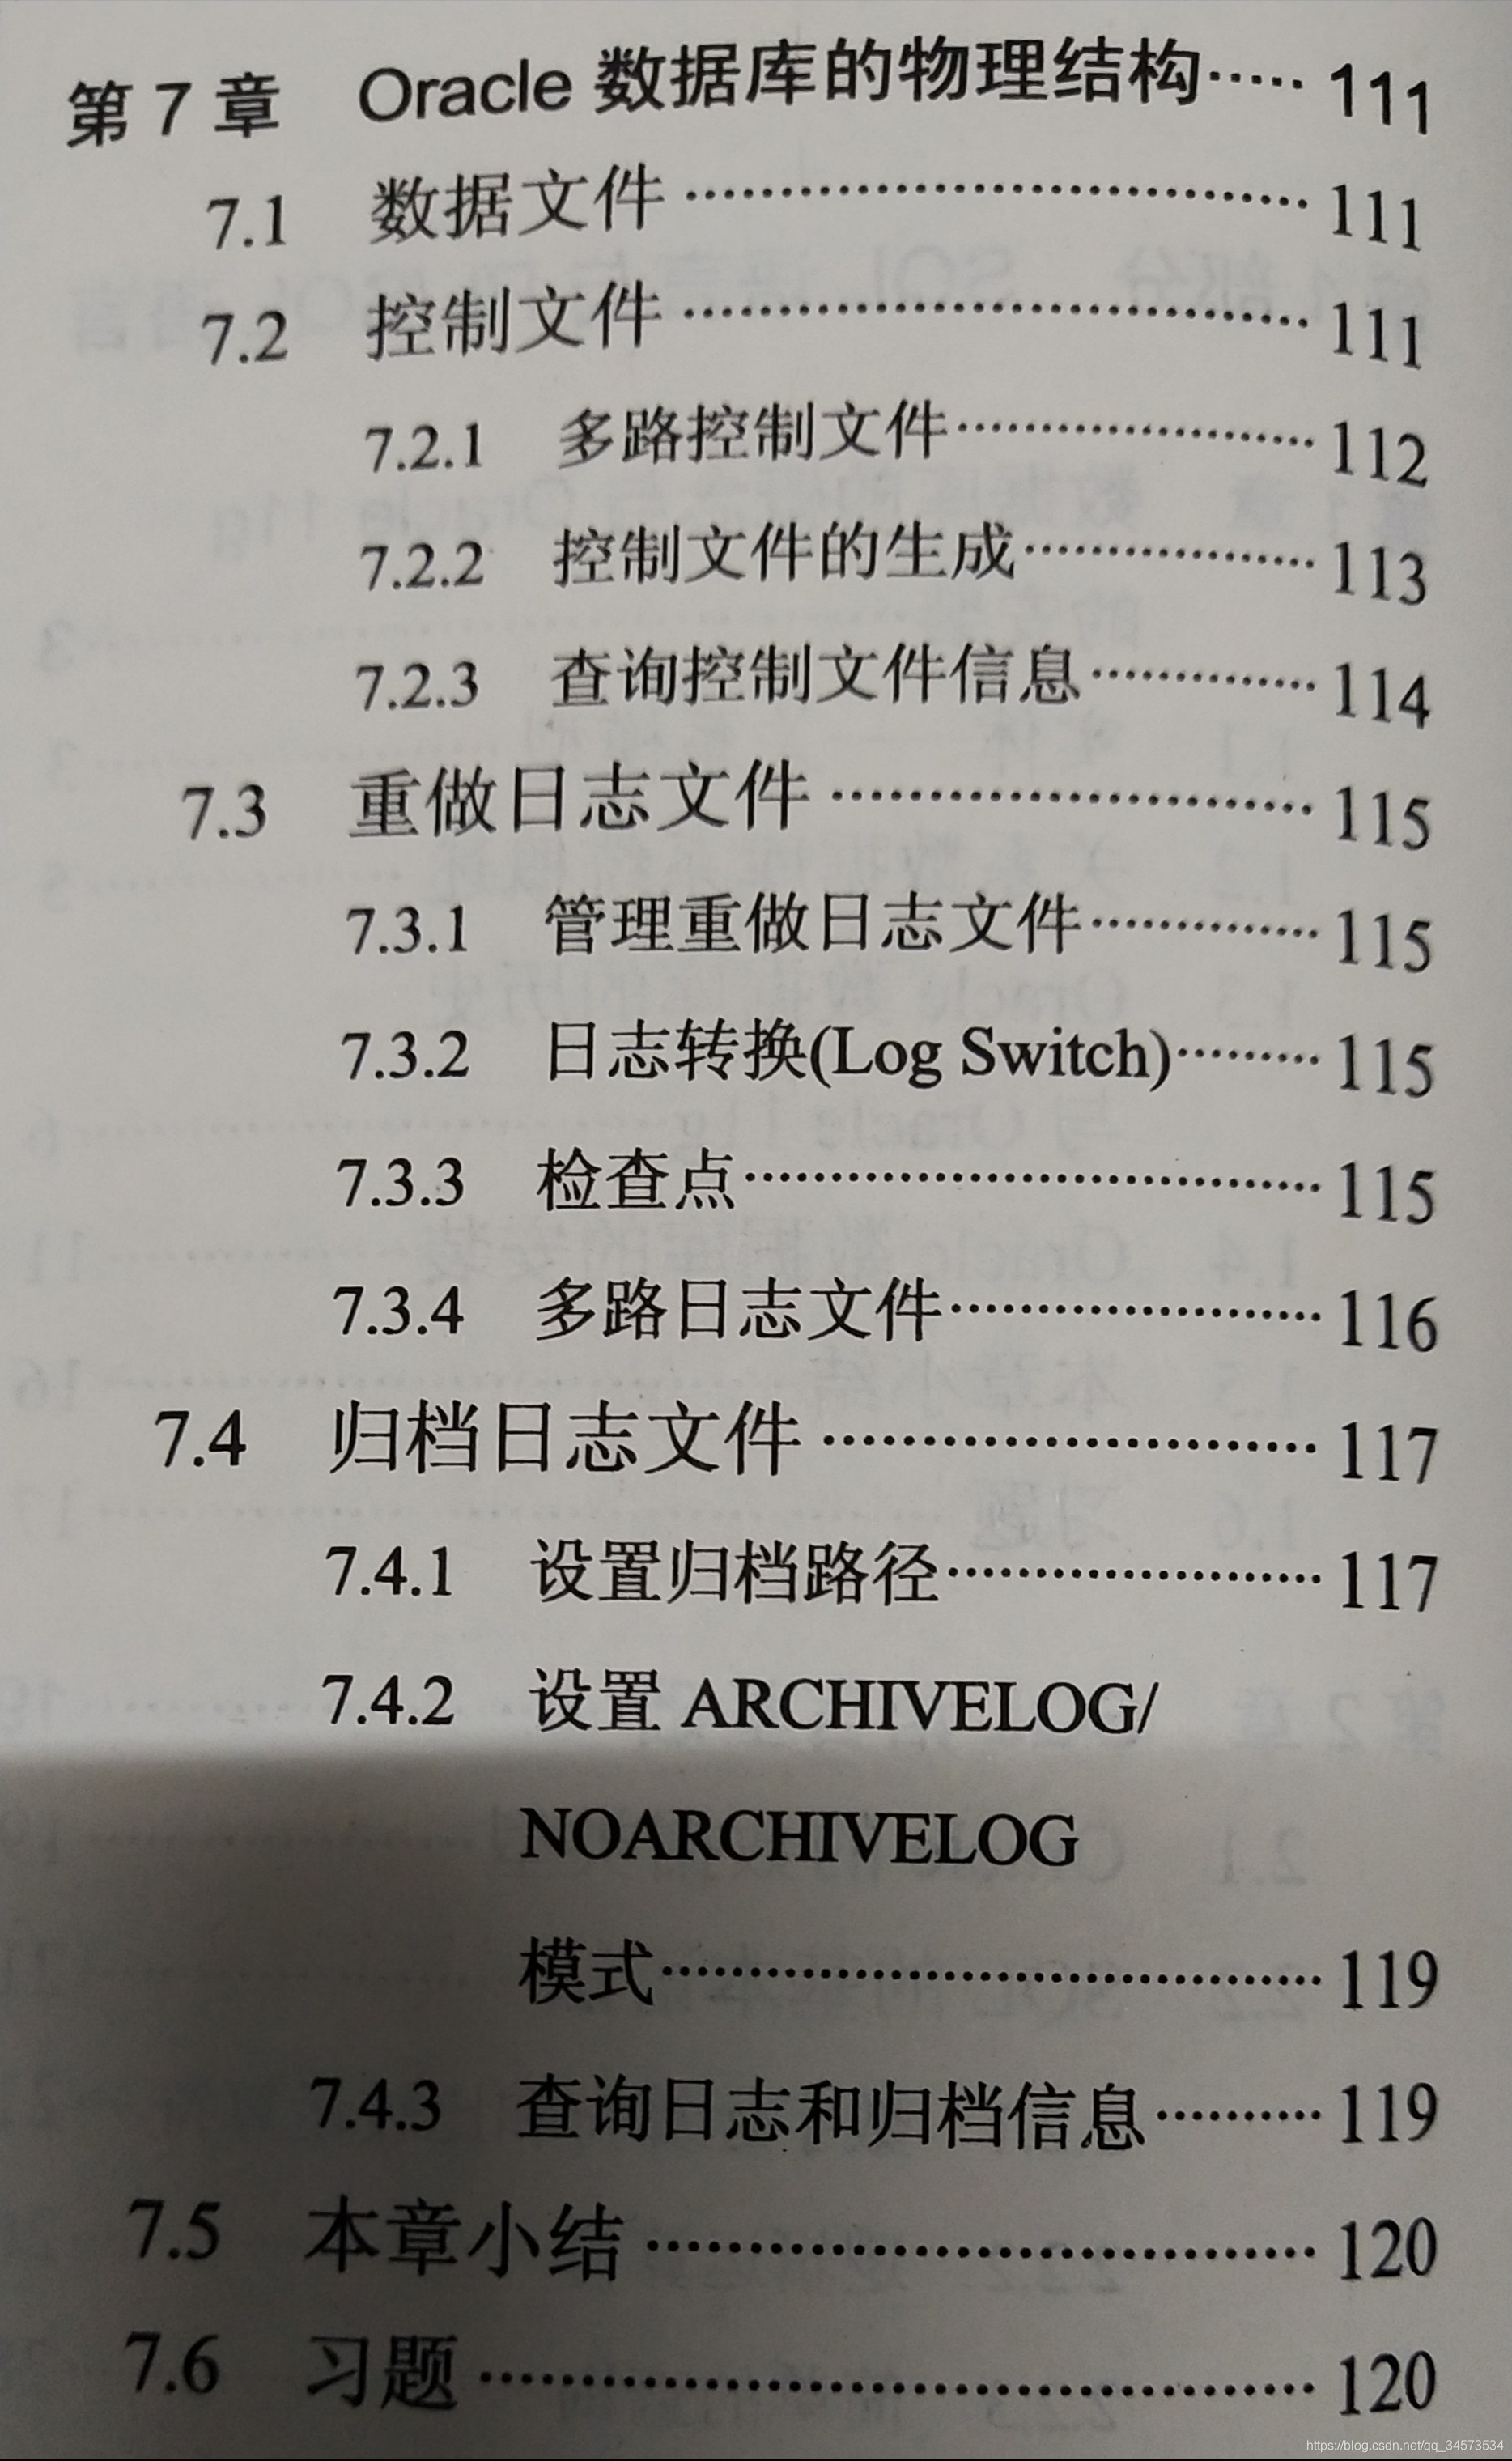 第 7 章 Oracle 数据库的物理结构····· 111
7.1 数据文件 ································ 111
7.2 控制文件 ································ 111
7.2.1 多路控制文件····················· 112
7.2.2 控制文件的生成················· 113
7.2.3 查询控制文件信息············· 114
7.3 重做日志文件 ························· 115
7.3.1 管理重做日志文件············· 115
7.3.2 日志转换(Log Switch)········· 115
7.3.3 检查点································· 115
7.3.4 多路日志文件····················· 116
7.4 归档日志文件 ························· 117
7.4.1 设置归档路径····················· 117
7.4.2 设置 ARCHIVELOG/
NOARCHIVELOG
模式······································ 119
7.4.3 查询日志和归档信息·········· 119
7.5 本章小结 ································ 120
7.6 习题 ········································ 120
https://blog.csdn.net/qq_34573534